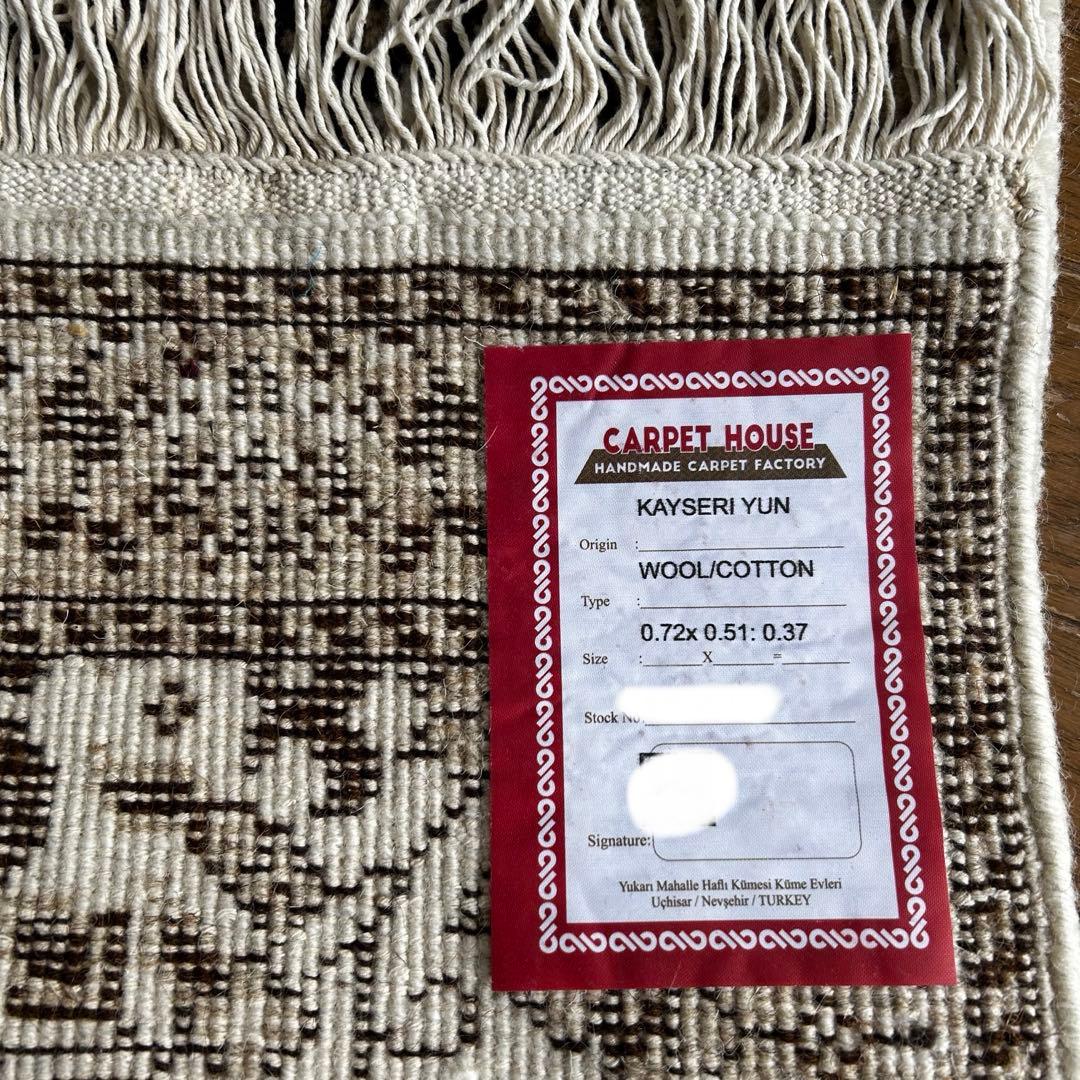 CARPET HOUSE
HANDMADE CARPET FACTORY
KAYSERI YUN
Origin :
WOOL/COTTON
Type :
0.72x 0.51: 0.37
Size : X =
Stock No:
Signature:
Yukarı Mahalle Haflı Kümesi Küme Evleri
Uçhisar / Nevşehir / TURKEY